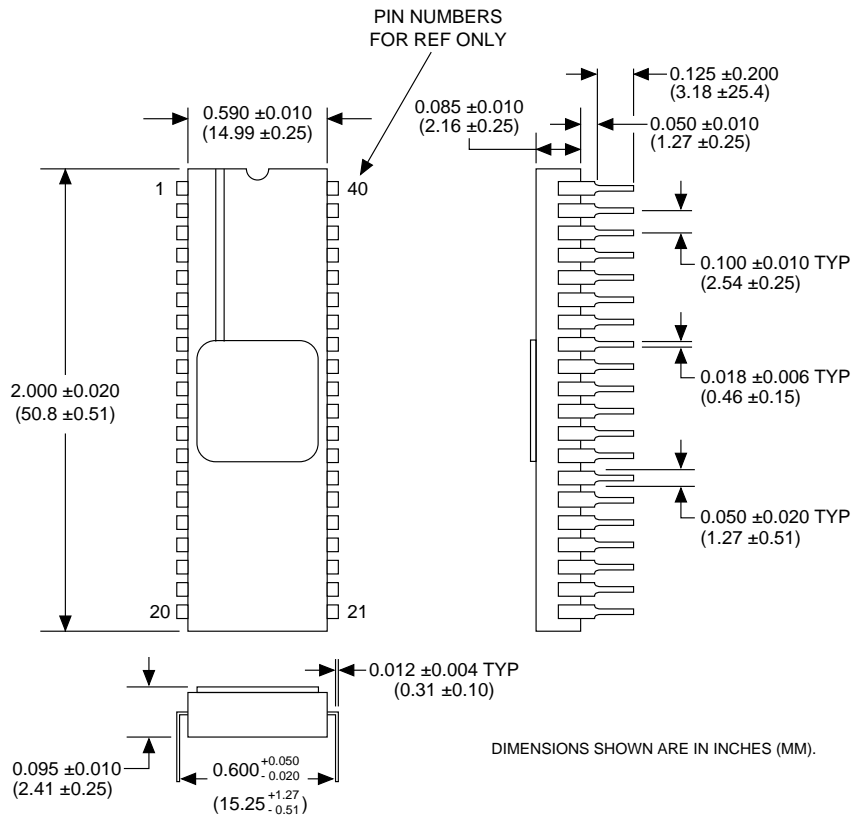 PIN NUMBERS
FOR REF ONLY
0.125 ±0.200
(3.18 ±25.4)
0.590 ±0.010
(14.99 ±0.25)
0.085 ±0.010
(2.16 ±0.25)
0.050 ±0.010
(1.27 ±0.25)
1
40
0.100 ±0.010 TYP
(2.54 ±0.25)
2.000 ±0.020
(50.8 ±0.51)
0.018 ±0.006 TYP
(0.46 ±0.15)
0.050 ±0.020 TYP
(1.27 ±0.51)
20
21
0.012 ±0.004 TYP
(0.31 ±0.10)
DIMENSIONS SHOWN ARE IN INCHES (MM).
0.095 ±0.010
(2.41 ±0.25)
0.600 +0.050 - 0.020
(15.25 +1.27 - 0.51)